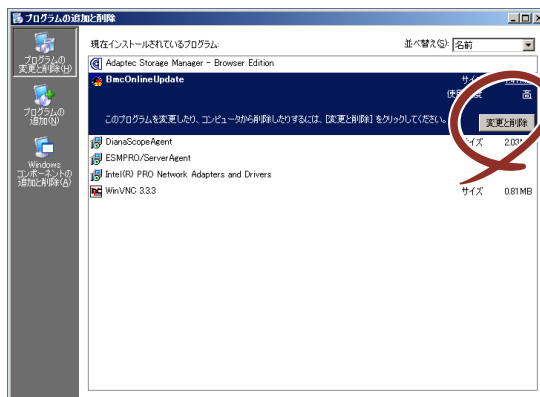 プログラムの追加と削除
プログラムの
変更と削除(H)
プログラムの
追加(N)
Windows
コンポーネントの
追加と削除(A)
現在インストールされているプログラム:
並べ替え(S): 名前
Adaptec Storage Manager - Browser Edition
BmcOnlineUpdate
サイズ
高
このプログラムを変更したり、コンピュータから削除したりするには、[変更と削除] をクリックしてください。
変更と削除
DianaScopeAgent
ESMPRO/ServerAgent
Intel(R) PRO Network Adapters and Drivers
WinVNC 3.3.3
サイズ 0.81MB